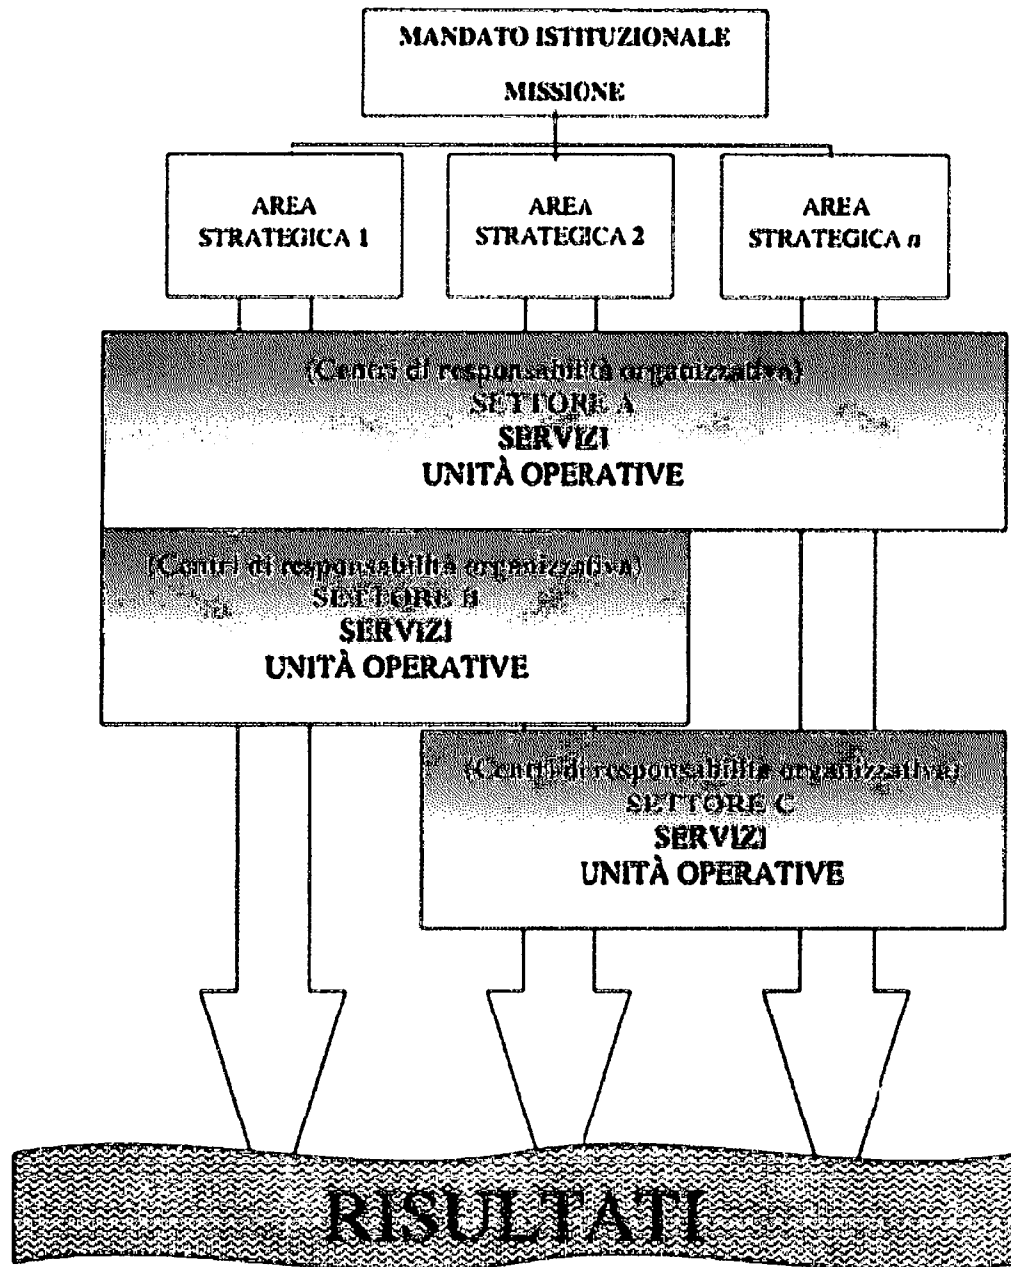 MANDATO ISTITUZIONALE
MISSIONE
AREA
STRATEGICA 1
AREA
STRATEGICA 2
AREA
STRATEGICA n
(Centri di responsabilità organizzativa)
SETTORE A
SERVIZI
UNITÀ OPERATIVE
(Centri di responsabilità organizzativa)
SETTORE B
SERVIZI
UNITÀ OPERATIVE
(Centri di responsabilità organizzativa)
SETTORE C
SERVIZI
UNITÀ OPERATIVE
RISULTATI